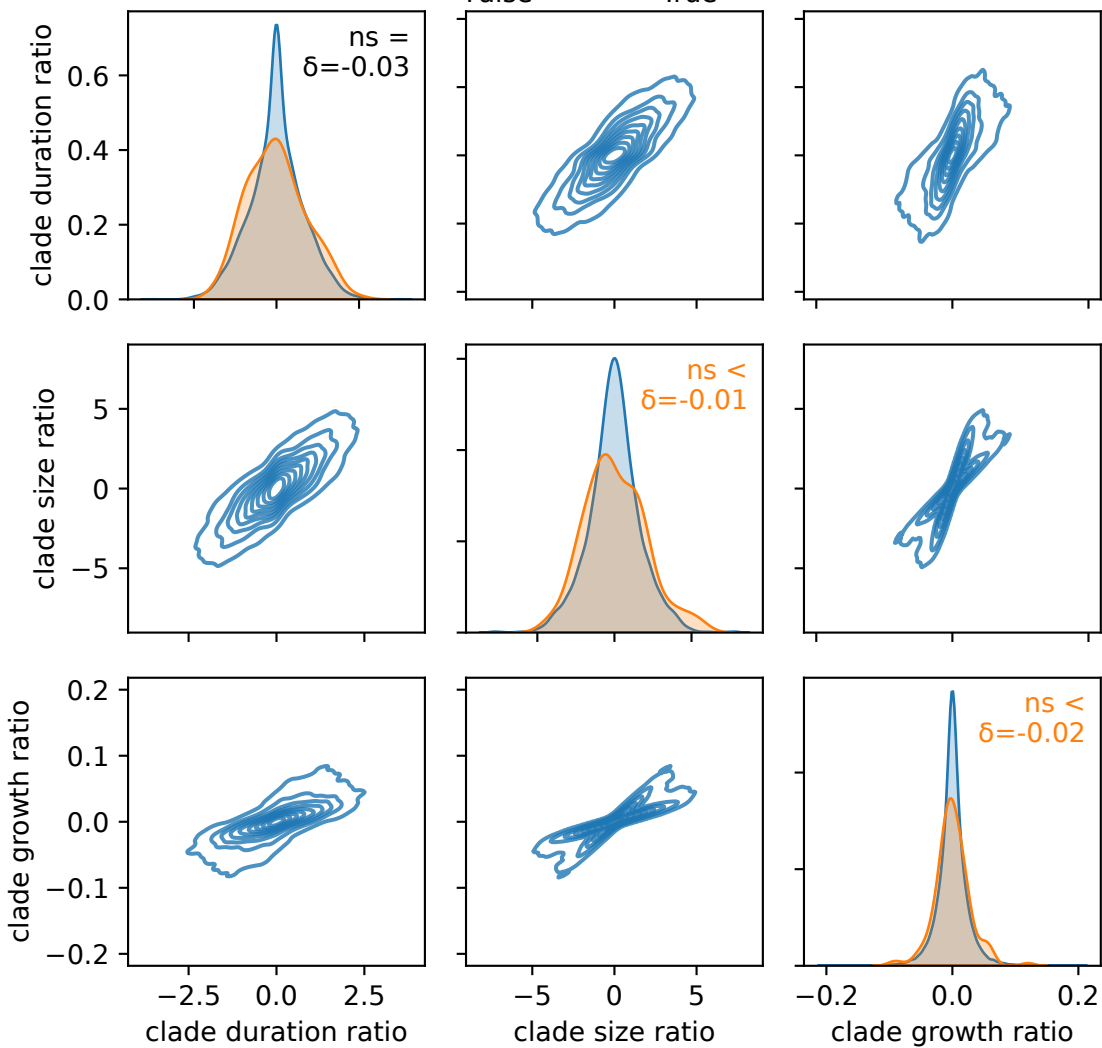 clade duration ratio
0.6
0.4
0.2
0.0
ns =
δ=-0.03
clade size ratio
5
0
−5
ns <
δ=-0.01
clade growth ratio
0.2
0.1
0.0
−0.1
−0.2
ns <
δ=-0.02
−2.5 0.0 2.5
clade duration ratio
−5 0 5
clade size ratio
−0.2 0.0 0.2
clade growth ratio